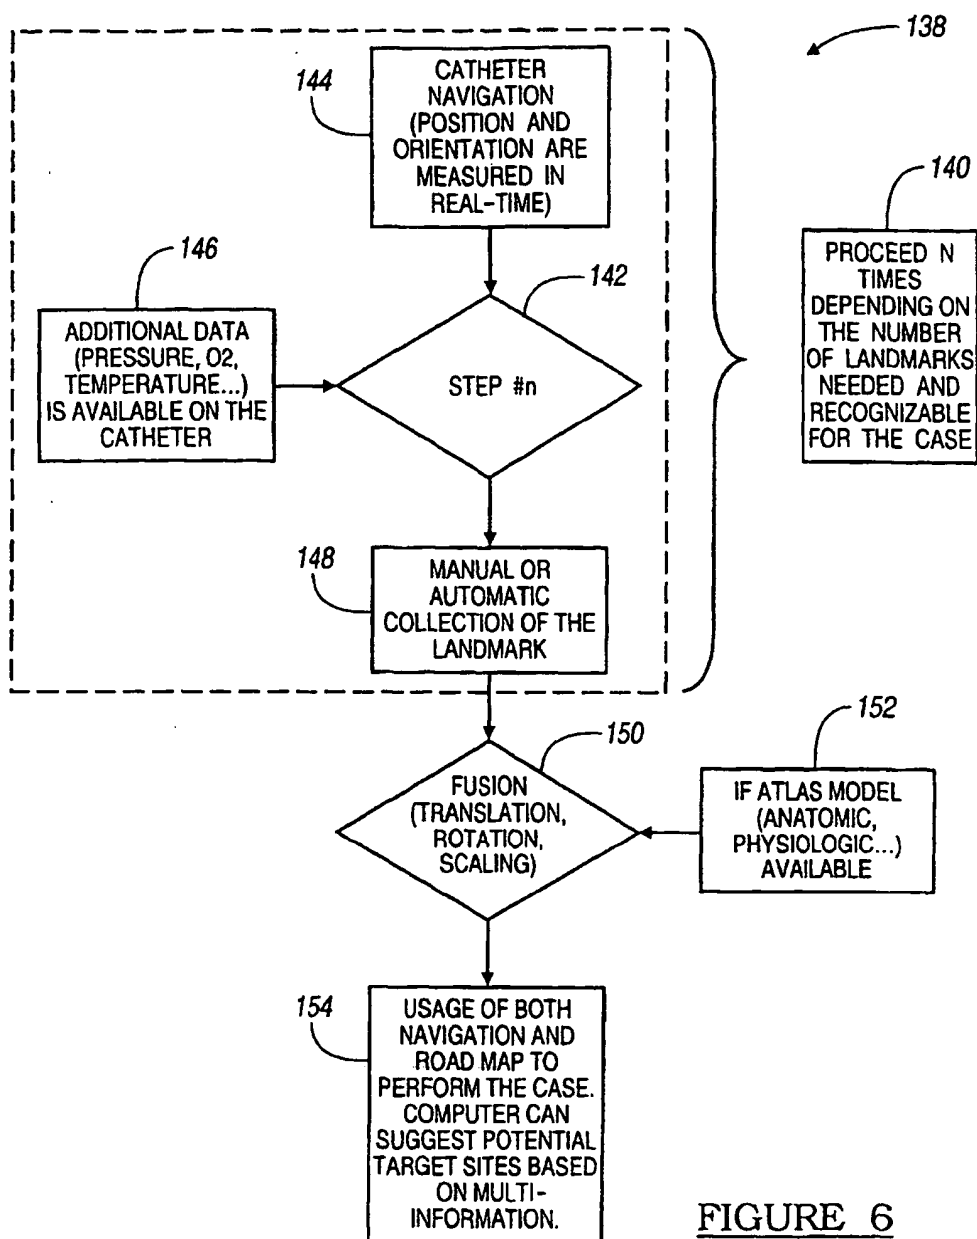 138
144
CATHETER
NAVIGATION
(POSITION AND
ORIENTATION ARE
MEASURED IN
REAL-TIME)
140
PROCEED N
TIMES
DEPENDING ON
THE NUMBER
OF LANDMARKS
NEEDED AND
RECOGNIZABLE
FOR THE CASE
146
ADDITIONAL DATA
(PRESSURE, O2,
TEMPERATURE...)
IS AVAILABLE ON THE
CATHETER
142
STEP #n
148
MANUAL OR
AUTOMATIC
COLLECTION OF THE
LANDMARK
150
FUSION
(TRANSLATION,
ROTATION,
SCALING)
152
IF ATLAS MODEL
(ANATOMIC,
PHYSIOLOGIC...)
AVAILABLE
154
USAGE OF BOTH
NAVIGATION AND
ROAD MAP TO
PERFORM THE CASE.
COMPUTER CAN
SUGGEST POTENTIAL
TARGET SITES BASED
ON MULTI-
INFORMATION.
FIGURE 6